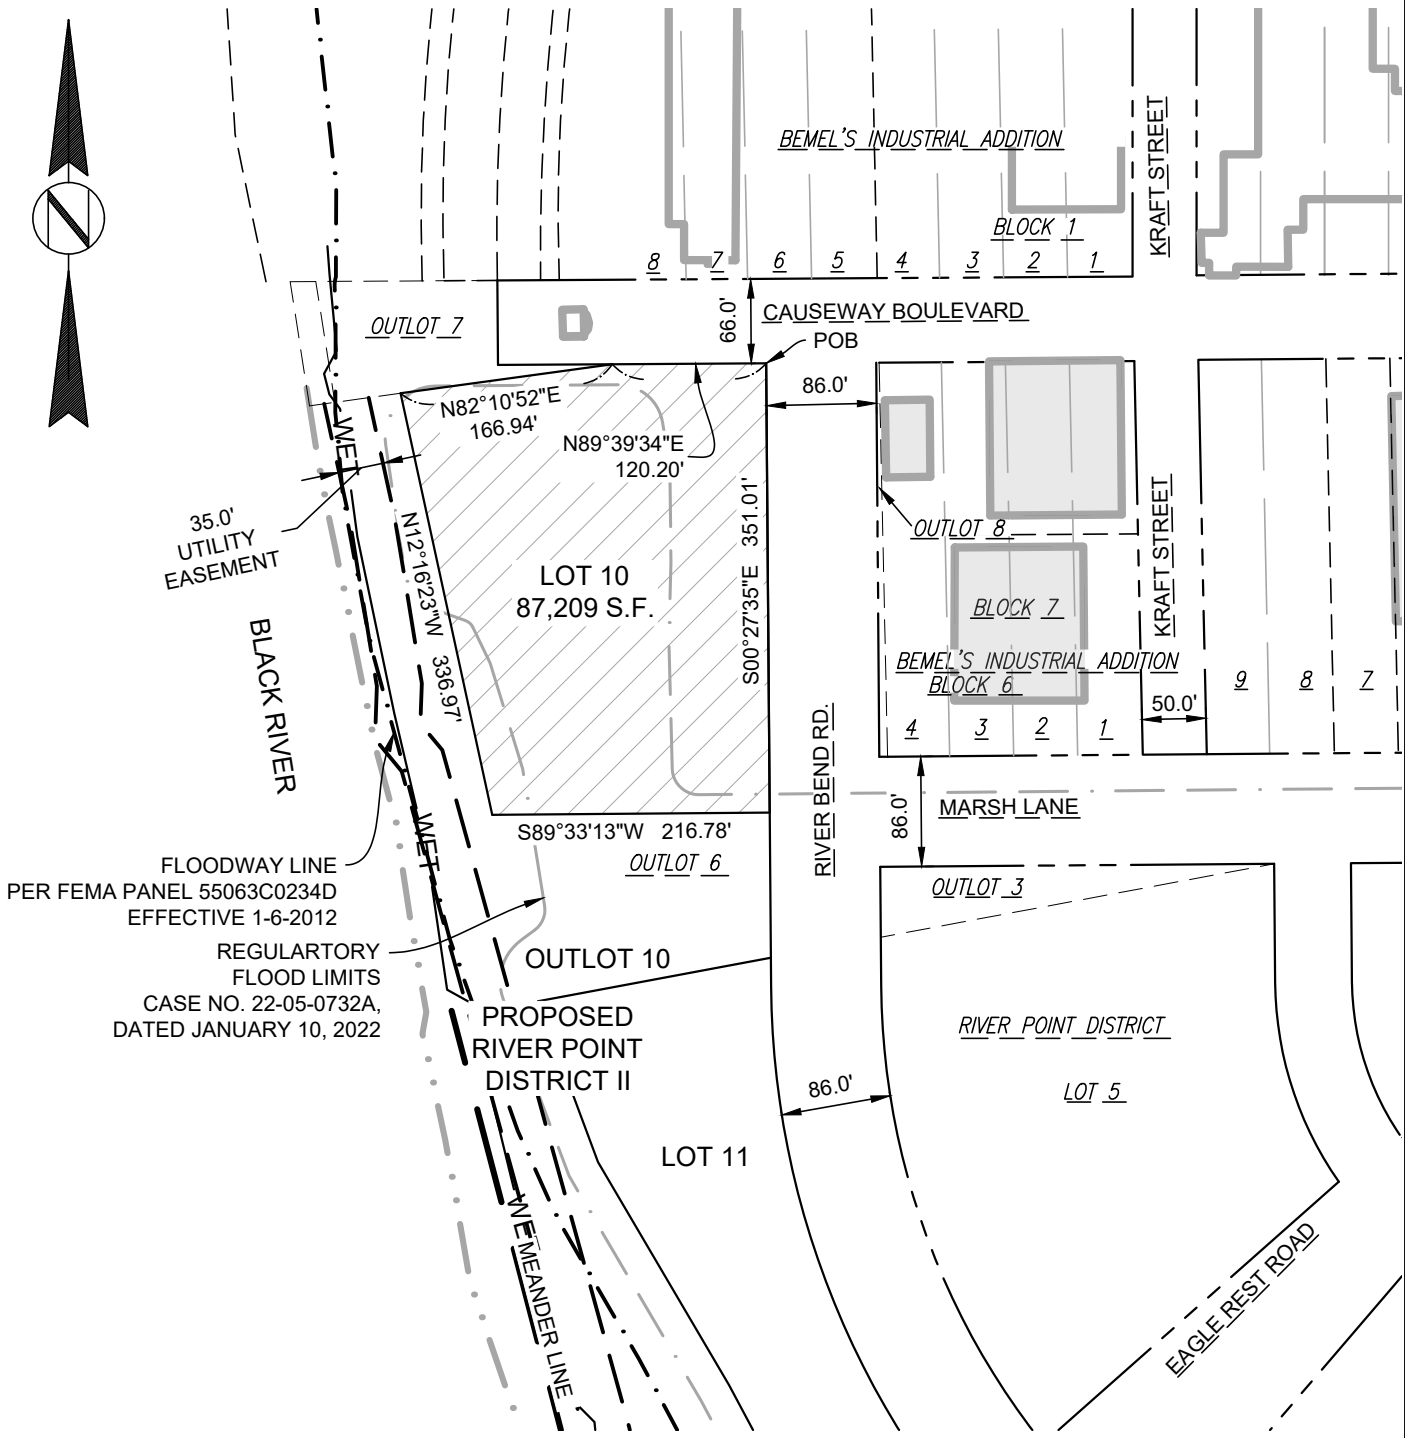 N
BEMEL'S INDUSTRIAL ADDITION
KRAFT STREET
BLOCK 1
8 7 6 5 4 3 2 1
OUTLOT 7
66.0'
CAUSEWAY BOULEVARD
POB
86.0'
N82°10'52"E
166.94'
N89°39'34"E
120.20'
WET
35.0'
UTILITY
EASEMENT
N12°16'23"W 336.97'
LOT 10
87,209 S.F.
S00°27'35"E 351.01'
OUTLOT 8
KRAFT STREET
BLOCK 7
BEMEL'S INDUSTRIAL ADDITION
BLOCK 6
4 3 2 1
50.0'
9 8 7
BLACK RIVER
RIVER BEND RD.
86.0'
MARSH LANE
WET
S89°33'13"W 216.78'
OUTLOT 6
FLOODWAY LINE
PER FEMA PANEL 55063C0234D
EFFECTIVE 1-6-2012
OUTLOT 3
REGULARTORY
FLOOD LIMITS
CASE NO. 22-05-0732A,
DATED JANUARY 10, 2022
OUTLOT 10
PROPOSED
RIVER POINT
DISTRICT II
RIVER POINT DISTRICT
LOT 5
86.0'
LOT 11
WET
MEANDER LINE
EAGLE REST ROAD